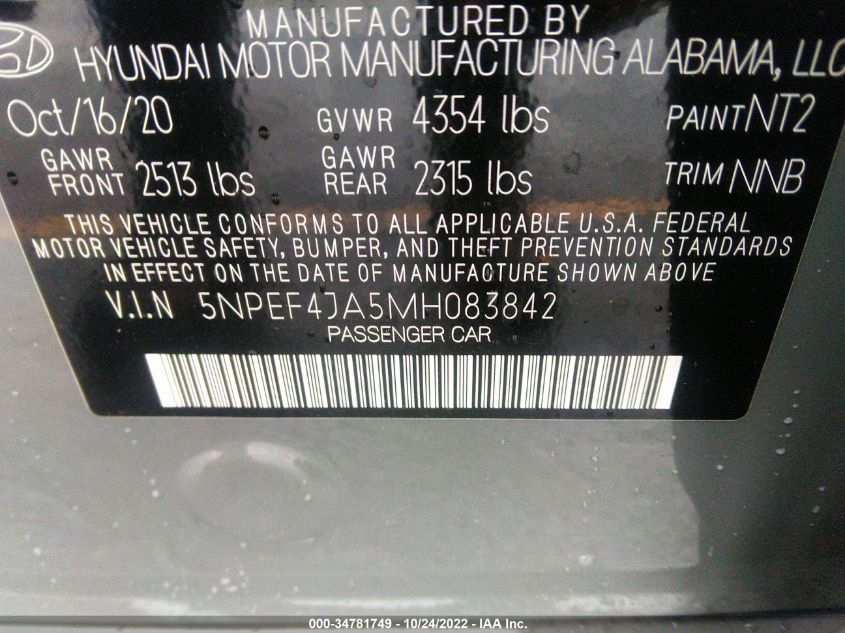 MANUFACTURED BY
HYUNDAI MOTOR MANUFACTURING ALABAMA, LLC
Oct/16/20 GVWR 4354 lbs PAINT NT2
GAWR FRONT 2513 lbs GAWR REAR 2315 lbs TRIM NNB
THIS VEHICLE CONFORMS TO ALL APPLICABLE U.S.A. FEDERAL
MOTOR VEHICLE SAFETY, BUMPER, AND THEFT PREVENTION STANDARDS
IN EFFECT ON THE DATE OF MANUFACTURE SHOWN ABOVE
V.I.N 5NPEF4JA5MH083842
PASSENGER CAR
000-34781749 - 10/24/2022 - IAA Inc.